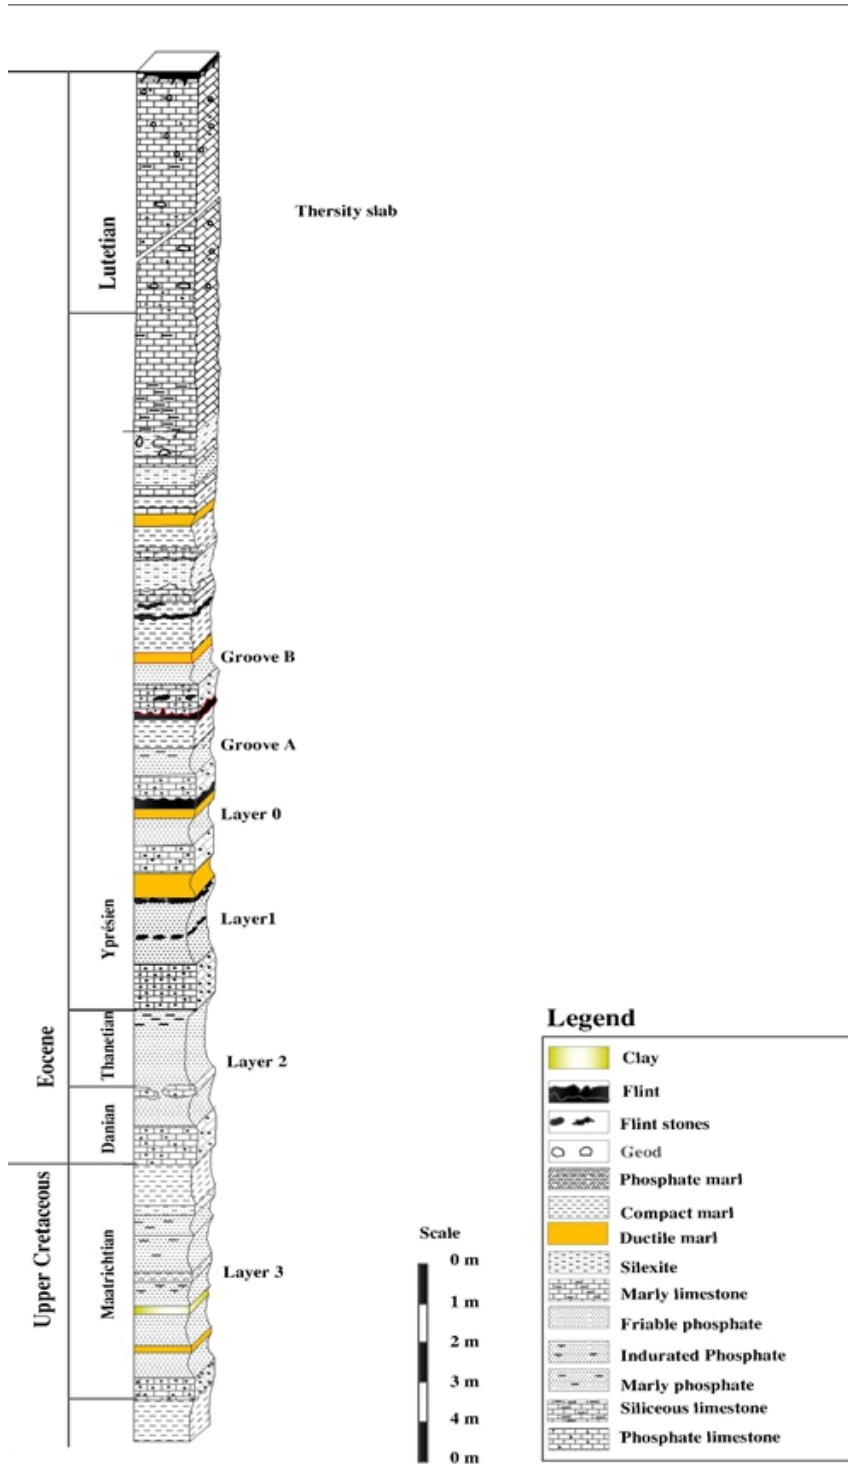 Lutetian
Thersity slab
Groove B
Groove A
Layer 0
Layer1
Yprésien
Eocene
Thanetian
Layer 2
Danian
Upper Cretaceous
Maatrichtian
Layer 3
Scale
0 m
1 m
2 m
3 m
4 m
0 m
Legend
Clay
Flint
Flint stones
Geod
Phosphate marl
Compact marl
Ductile marl
Silexite
Marly limestone
Friable phosphate
Indurated Phosphate
Marly phosphate
Siliceous limestone
Phosphate limestone